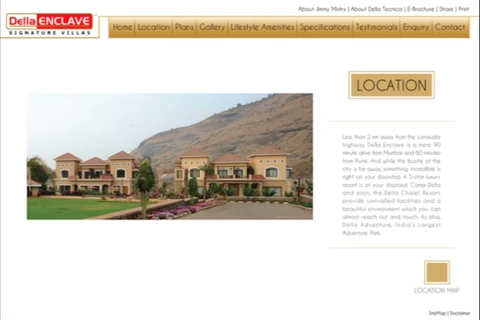 About Jimmy Mistry | About Della Tecnica | E-Brochure | Share | Print
Della ENCLAVE
SIGNATURE VILLAS
Home | Location | Plans | Gallery | Lifestyle Amenities | Specifications | Testimonials | Enquiry | Contact
LOCATION
Less than 2 km away from the Lonavala
highway, Della Enclave is a mere 90
minute drive from Mumbai and 60 minutes
from Pune. And while the bustle of the
city is far away, something incredible is
right on your doorstep. A 5-star luxury
resort is at your disposal. Camp Della
and soon, the Della Chalet Resort,
provide unrivalled facilities and a
beautiful environment which you can
almost reach out and touch. As also,
Della Adventure, India's Largest
Adventure Park.
LOCATION MAP
SiteMap | Disclaimer